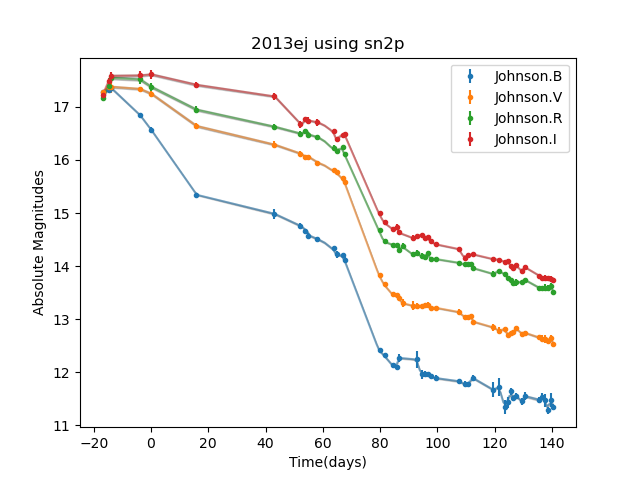 2013ej using sn2p
Absolute Magnitudes
17
16
15
14
13
12
11
Johnson.B
Johnson.V
Johnson.R
Johnson.I
−20 0 20 40 60 80 100 120 140
Time(days)